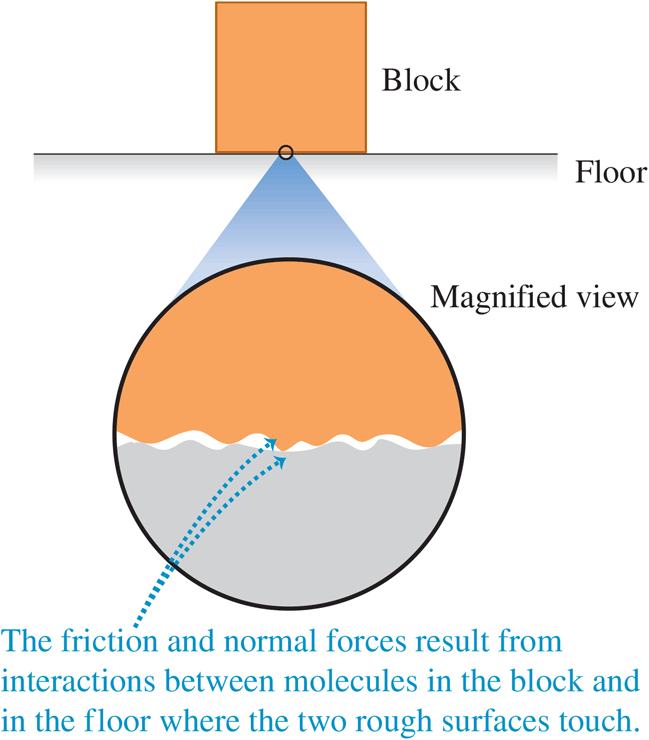 Block
Floor
Magnified view
The friction and normal forces result from
interactions between molecules in the block and
in the floor where the two rough surfaces touch.